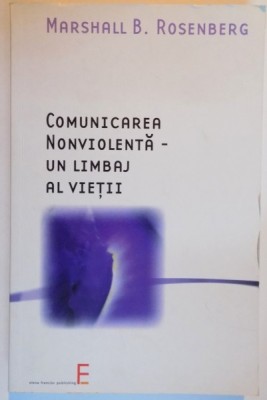 MARSHALL B. ROSENBERG
COMUNICAREA
NONVIOLENTĂ -
UN LIMBAJ
AL VIEȚII
E